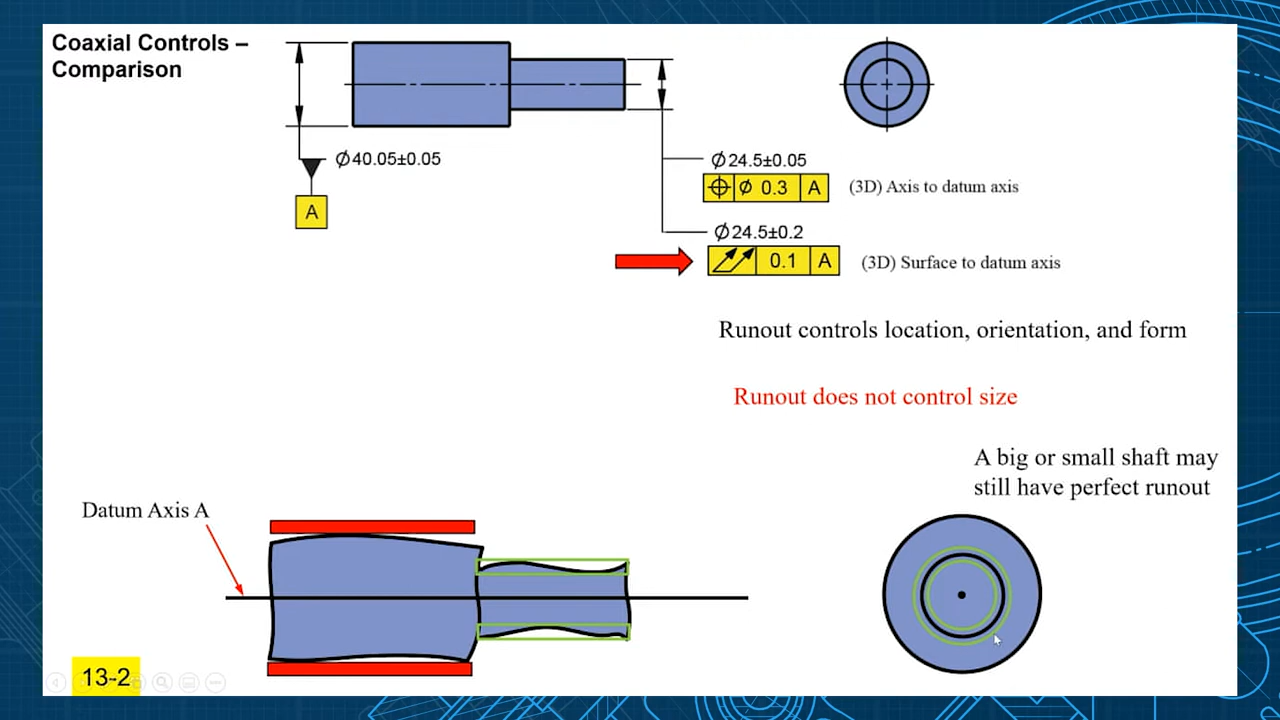 Coaxial Controls –
Comparison
Ø40.05±0.05
A
Ø24.5±0.05
⌖ Ø 0.3 A
(3D) Axis to datum axis
Ø24.5±0.2
⌰ 0.1 A
(3D) Surface to datum axis
Runout controls location, orientation, and form
Runout does not control size
A big or small shaft may
still have perfect runout
Datum Axis A
13-2